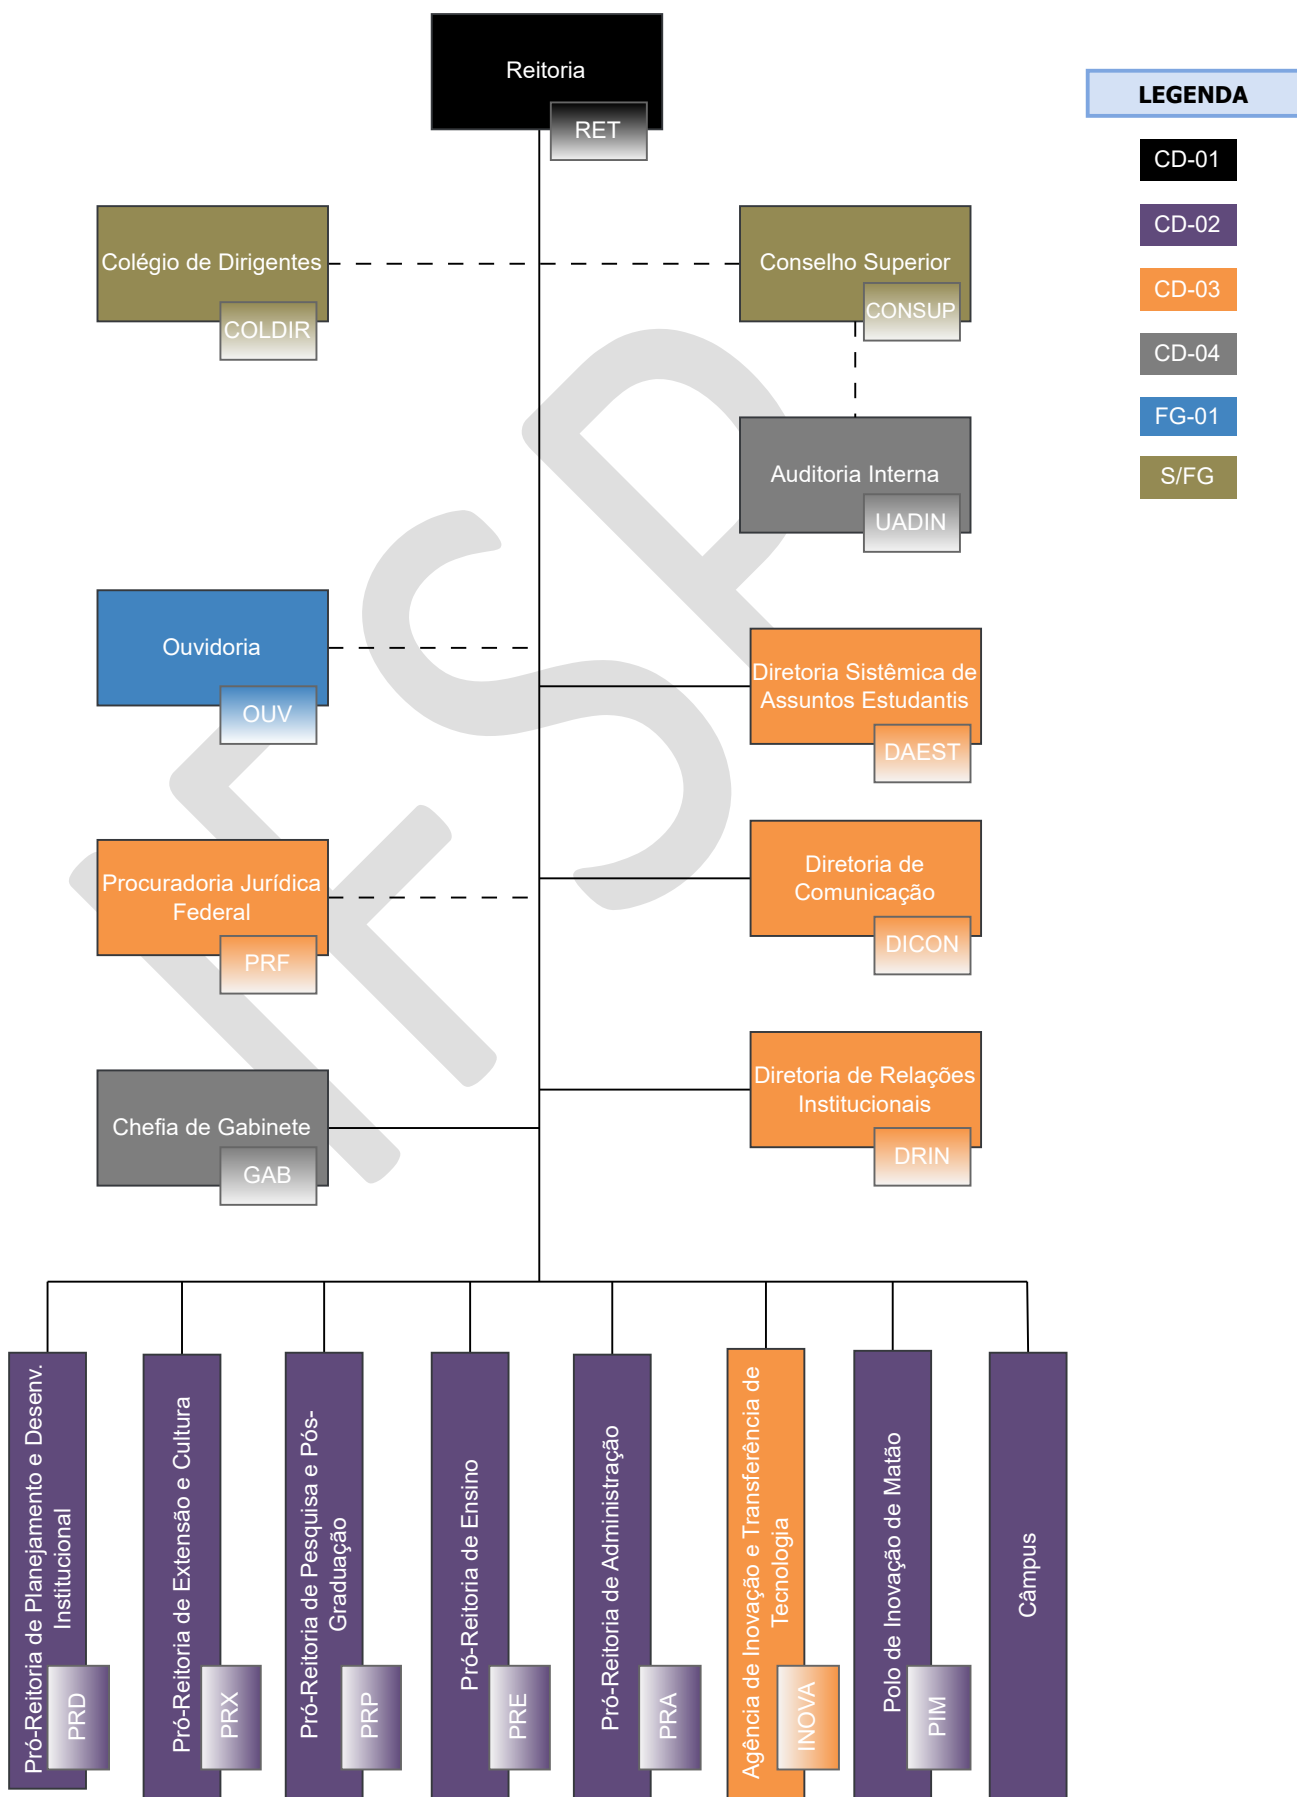 Reitoria
RET
LEGENDA
CD-01
CD-02
CD-03
CD-04
FG-01
S/FG
Colégio de Dirigentes
COLDIR
Conselho Superior
CONSUP
Auditoria Interna
UADIN
Ouvidoria
OUV
Diretoria Sistêmica de
Assuntos Estudantis
DAEST
Procuradoria Jurídica
Federal
PRF
Diretoria de
Comunicação
DICON
Chefia de Gabinete
GAB
Diretoria de Relações
Institucionais
DRIN
IFSP
Pró-Reitoria de Planejamento e Desenv.
Institucional
PRD
Pró-Reitoria de Extensão e Cultura
PRX
Pró-Reitoria de Pesquisa e Pós-
Graduação
PRP
Pró-Reitoria de Ensino
PRE
Pró-Reitoria de Administração
PRA
Agência de Inovação e Transferência de
Tecnologia
INOVA
Polo de Inovação de Matão
PIM
Câmpus